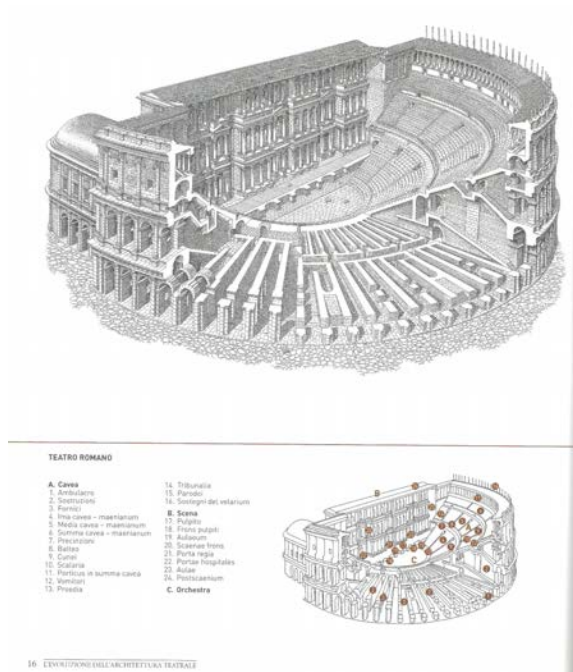 TEATRO ROMANO
A. Cavea
1. Ambulacro
2. Sostruzioni
3. Fornici
4. Ima cavea – maenianum
5. Media cavea – maenianum
6. Summa cavea – maenianum
7. Precinzioni
8. Baltea
9. Cunei
10. Scalaria
11. Porticus in summa cavea
12. Vomitori
13. Proedia
14. Tribunalia
15. Parodoi
16. Sostegni del velarium
B. Scena
17. Pulpito
18. Frons pulpiti
19. Aulaeum
20. Scaenae frons
21. Porta regia
22. Portae hospitales
23. Aulae
24. Postscaenium
C. Orchestra
16 L'EVOLUZIONE DELL'ARCHITETTURA TEATRALE